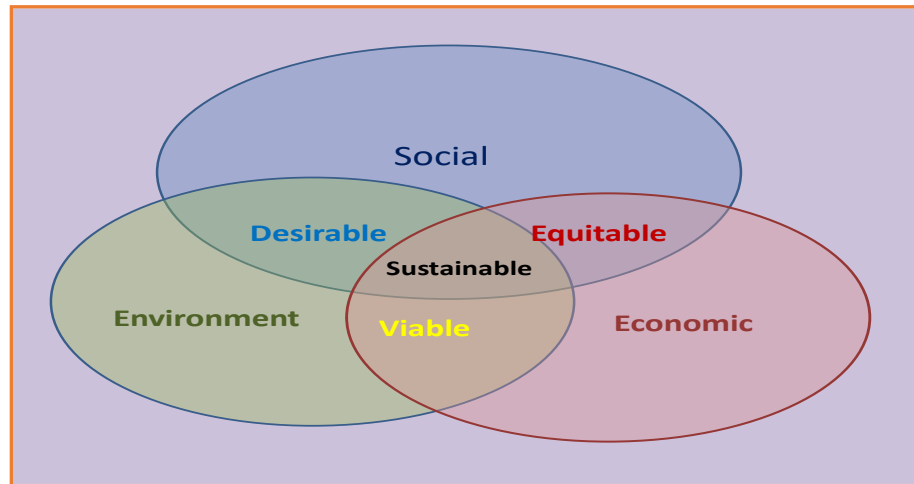 Social
Desirable
Equitable
Sustainable
Environment
Viable
Economic